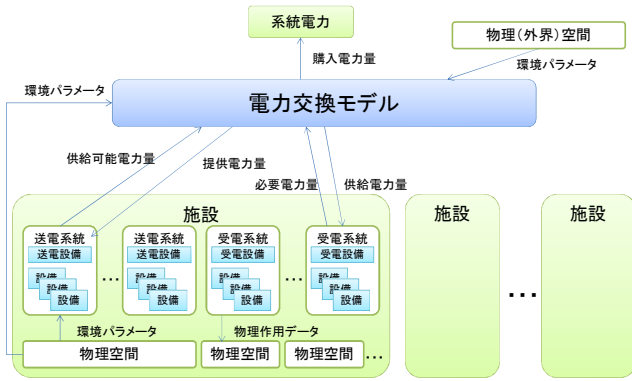 系統電力
物理(外界)空間
購入電力量
環境パラメータ
環境パラメータ
電力交換モデル
供給可能電力量
提供電力量
必要電力量
供給電力量
施設
施設
施設
送電系統
送電設備
設備
設備
設備
...
送電系統
送電設備
設備
設備
設備
受電系統
受電設備
設備
設備
設備
...
受電系統
受電設備
設備
設備
設備
...
環境パラメータ
物理作用データ
物理空間
物理空間
物理空間
...